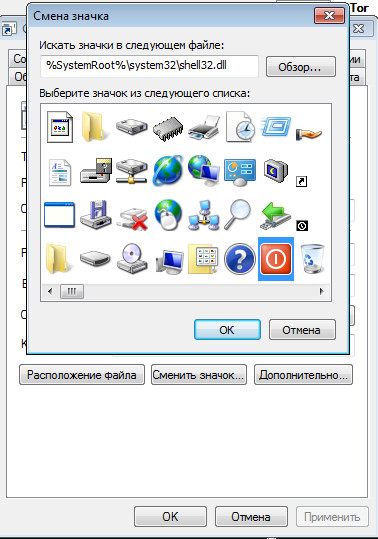 Tor
Смена значка
Искать значки в следующем файле:
%SystemRoot%\system32\shell32.dll
Обзор...
Выберите значок из следующего списка:
OK
Отмена
Расположение файла
Сменить значок...
Дополнительно...
OK
Отмена
Применить